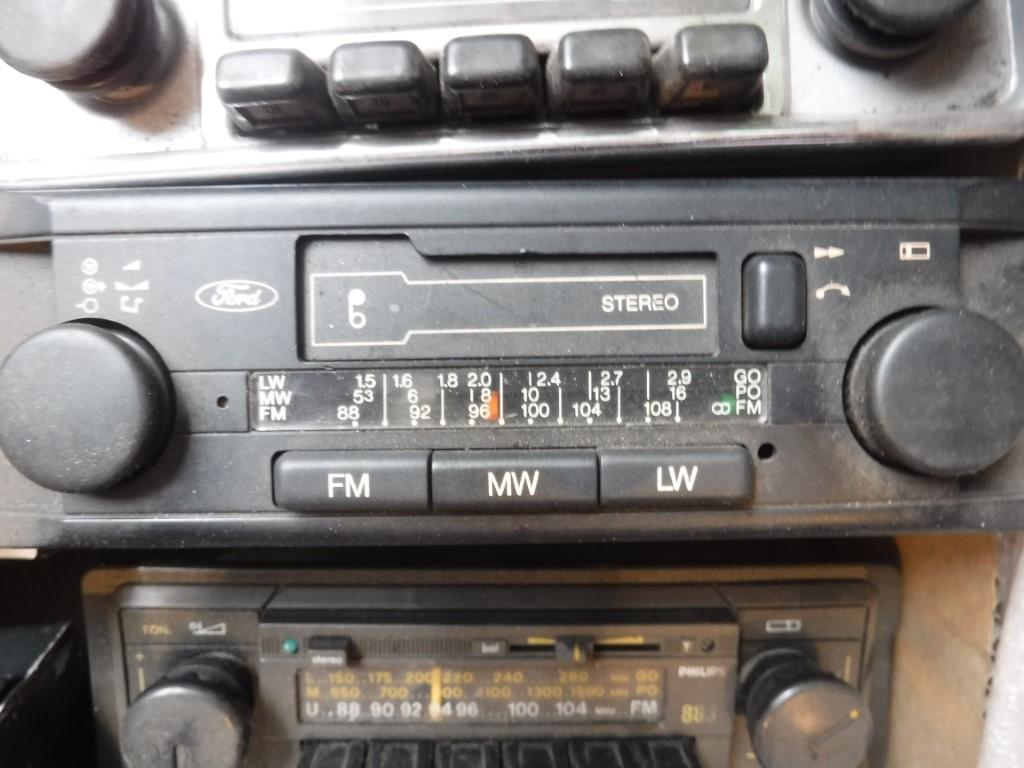 Ford
STEREO
LW 1.5 1.6 1.8 2.0 2.4 2.7 2.9 GO
MW 53 6 8 10 13 16 PO
FM 88 92 96 100 104 108 FM
FM MW LW
TON.
stereo bal
L 150 175 200 220 240 280 GO
PHILIPS
M 550 700 1100 1300 1500 PO
U 88 90 92 94 96 100 104 MHz FM